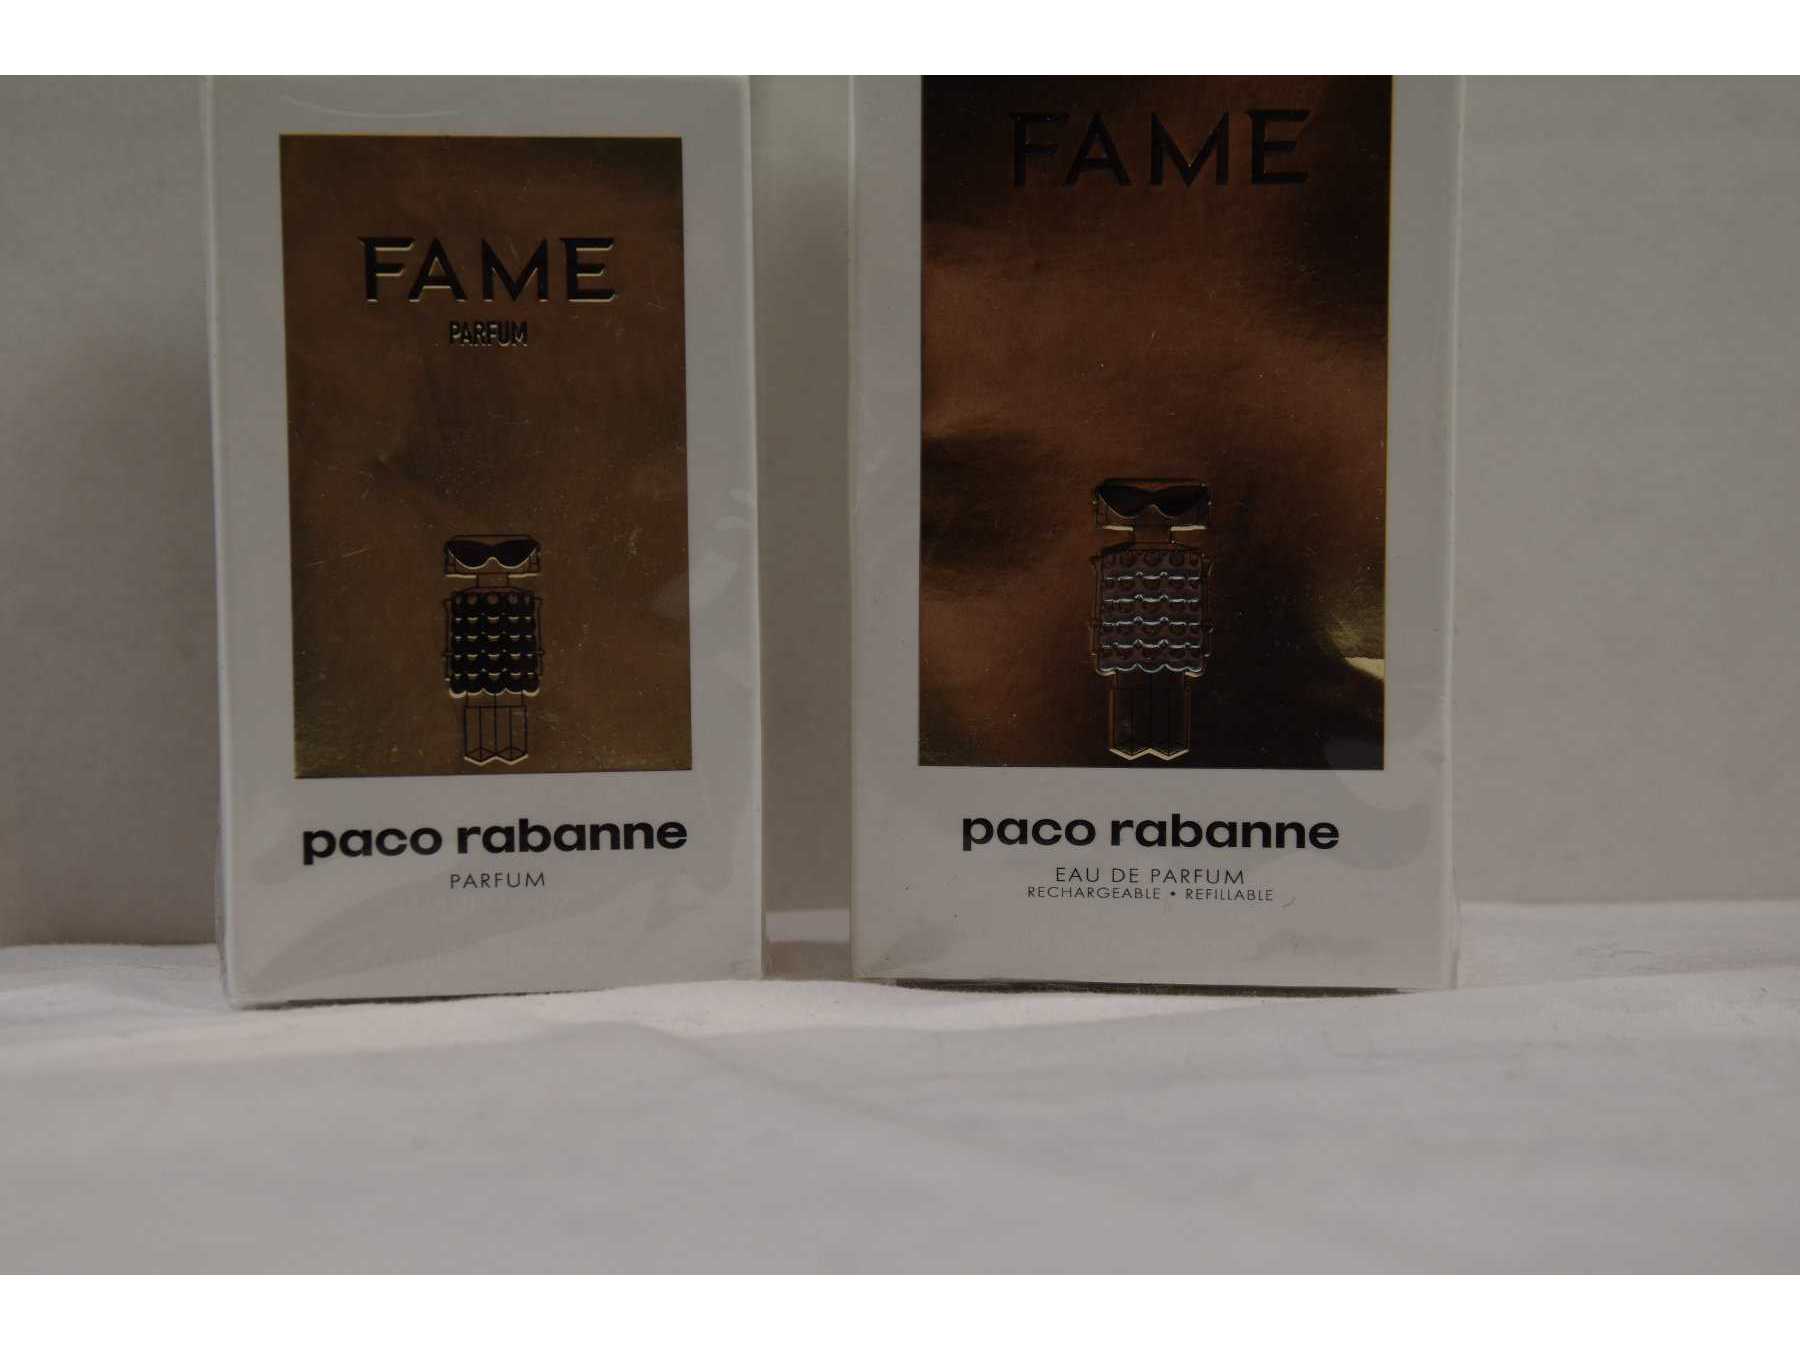 FAME
PARFUM
paco rabanne
PARFUM
FAME
paco rabanne
EAU DE PARFUM
RECHARGEABLE • REFILLABLE